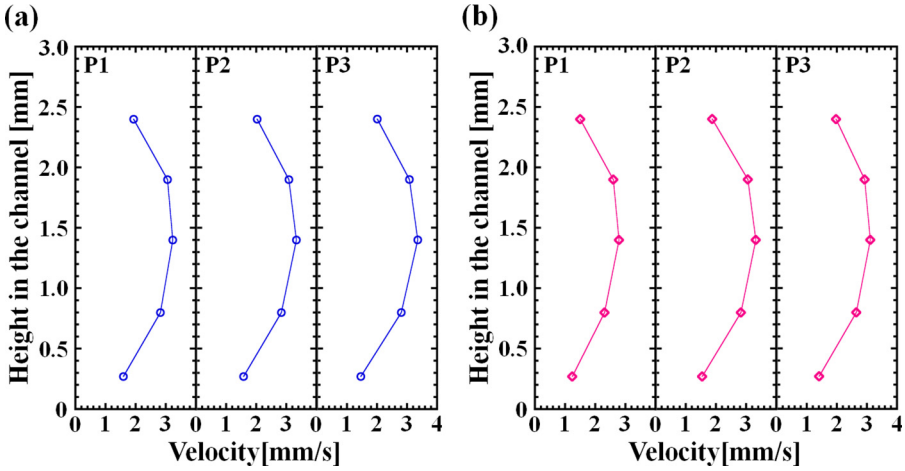 (a)
Height in the channel [mm]
3.0
2.5
2.0
1.5
1.0
0.5
0
P1
P2
P3
0 1 2 3 0 1 2 3 0 1 2 3 4
Velocity[mm/s]
(b)
Height in the channel [mm]
3.0
2.5
2.0
1.5
1.0
0.5
0
P1
P2
P3
0 1 2 3 0 1 2 3 0 1 2 3 4
Velocity[mm/s]